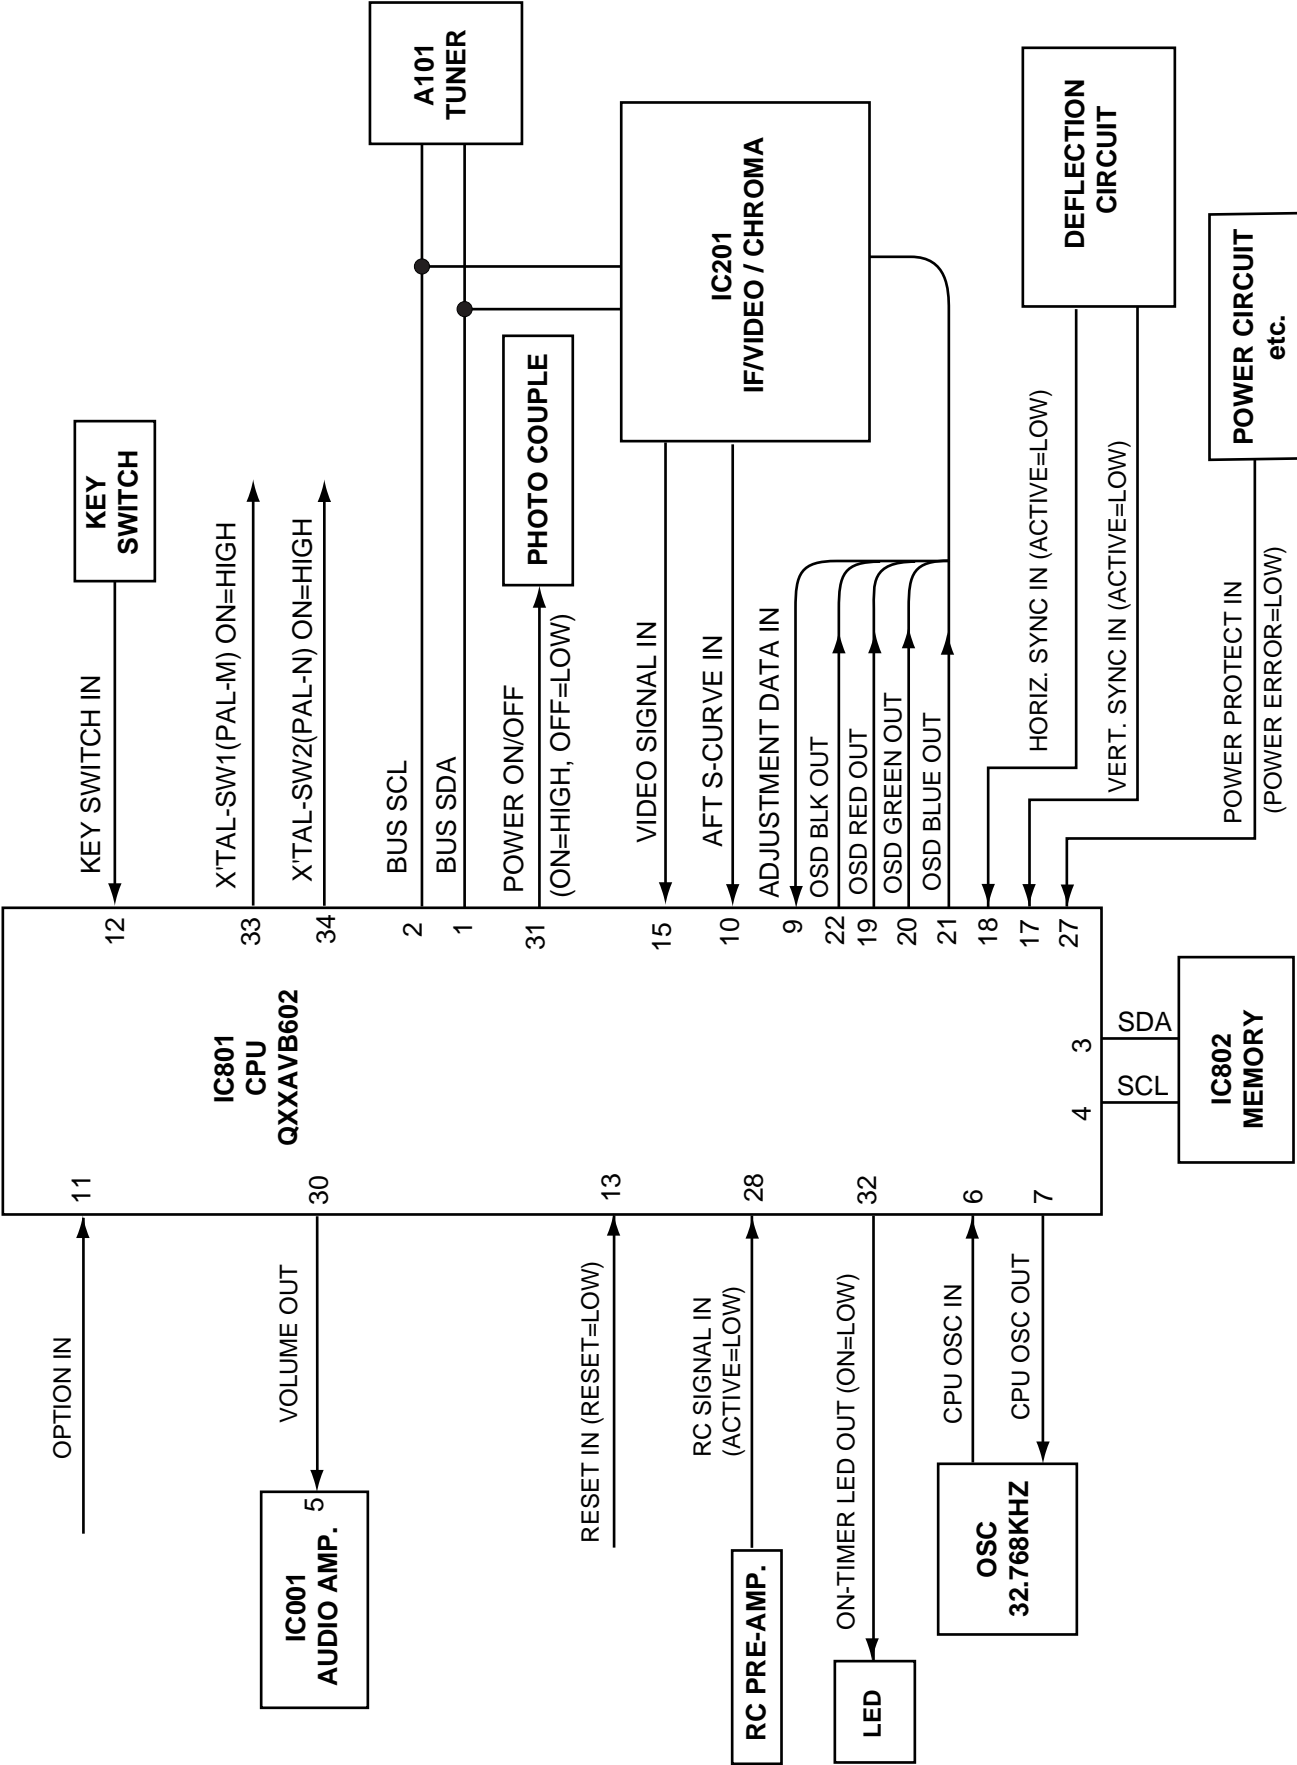 OPTION IN
11
IC001
AUDIO AMP.
5
VOLUME OUT
30
RESET IN (RESET=LOW)
13
RC PRE-AMP.
RC SIGNAL IN
(ACTIVE=LOW)
28
LED
ON-TIMER LED OUT (ON=LOW)
32
OSC
32.768KHZ
CPU OSC IN
6
CPU OSC OUT
7
IC801
CPU
QXXAVB602
4
SCL
3
SDA
IC802
MEMORY
12
KEY SWITCH IN
KEY
SWITCH
33
X'TAL-SW1(PAL-M) ON=HIGH
34
X'TAL-SW2(PAL-N) ON=HIGH
2
BUS SCL
1
BUS SDA
A101
TUNER
31
POWER ON/OFF
(ON=HIGH, OFF=LOW)
PHOTO COUPLE
15
VIDEO SIGNAL IN
10
AFT S-CURVE IN
IC201
IF/VIDEO / CHROMA
9
ADJUSTMENT DATA IN
22
OSD BLK OUT
19
OSD RED OUT
20
OSD GREEN OUT
21
OSD BLUE OUT
18
HORIZ. SYNC IN (ACTIVE=LOW)
17
VERT. SYNC IN (ACTIVE=LOW)
DEFLECTION
CIRCUIT
27
POWER PROTECT IN
(POWER ERROR=LOW)
POWER CIRCUIT
etc.